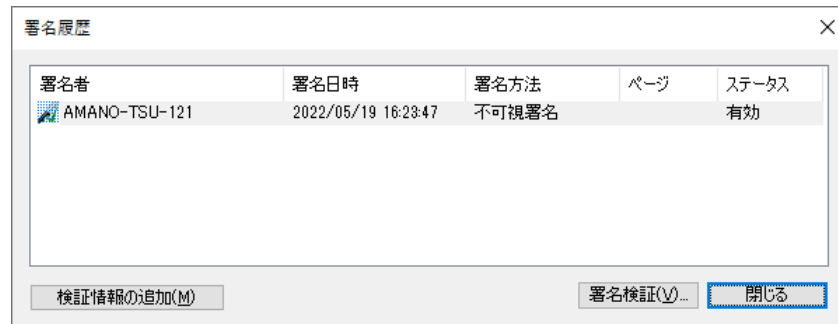 署名履歴
署名者 署名日時 署名方法 ページ ステータス
AMANO-TSU-121 2022/05/19 16:23:47 不可視署名 有効
検証情報の追加(M) 署名検証(V)... 閉じる